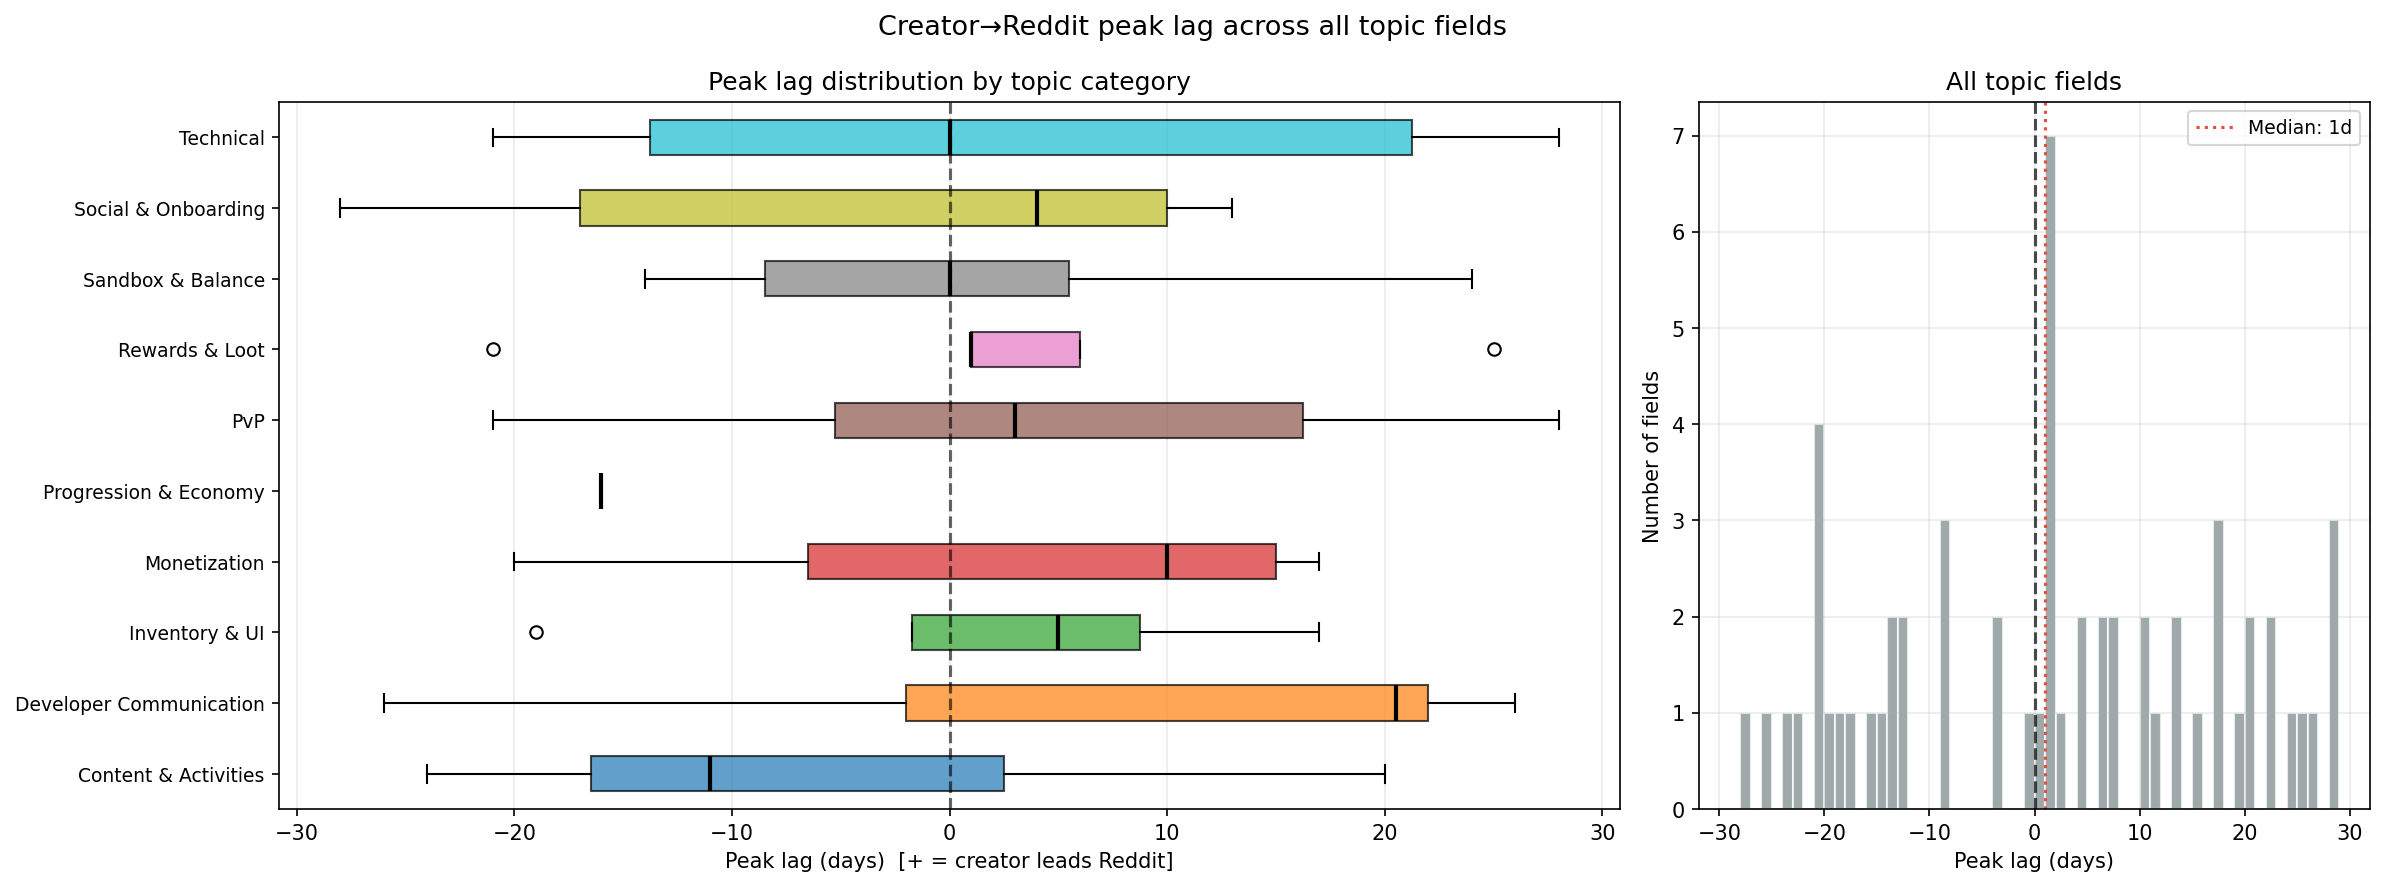 Creator→Reddit peak lag across all topic fields
Peak lag distribution by topic category
Technical
Social & Onboarding
Sandbox & Balance
Rewards & Loot
PvP
Progression & Economy
Monetization
Inventory & UI
Developer Communication
Content & Activities
−30 −20 −10 0 10 20 30
Peak lag (days) [+ = creator leads Reddit]
All topic fields
Median: 1d
Number of fields
7
6
5
4
3
2
1
0
−30 −20 −10 0 10 20 30
Peak lag (days)